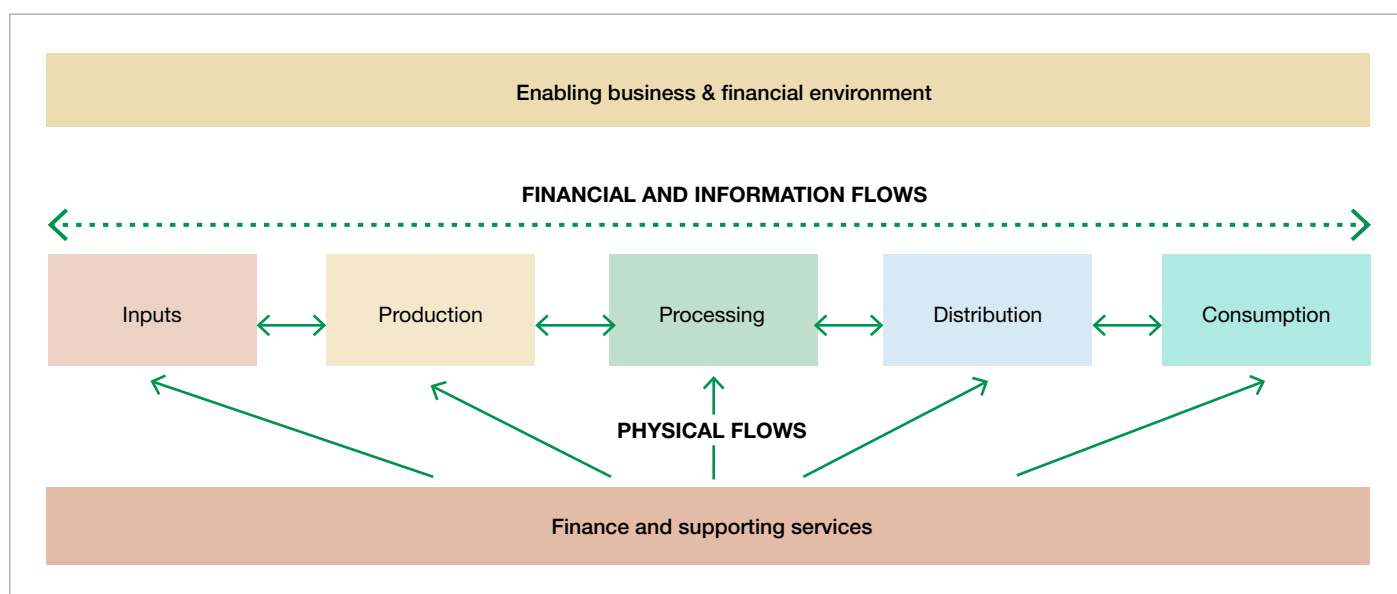 Enabling business & financial environment
FINANCIAL AND INFORMATION FLOWS
Inputs
Production
Processing
Distribution
Consumption
PHYSICAL FLOWS
Finance and supporting services